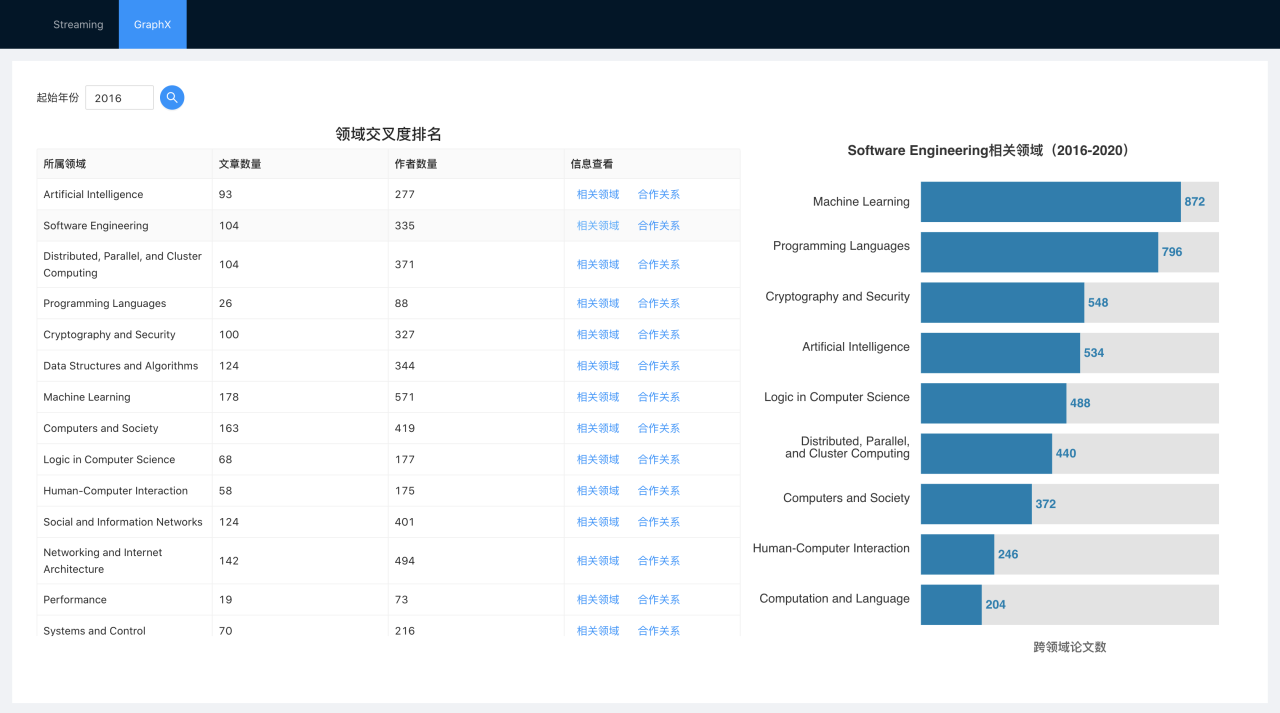 Streaming GraphX
起始年份 2016
领域交叉度排名
所属领域 文章数量 作者数量 信息查看
Artificial Intelligence 93 277 相关领域 合作关系
Software Engineering 104 335 相关领域 合作关系
Distributed, Parallel, and Cluster
Computing 104 371 相关领域 合作关系
Programming Languages 26 88 相关领域 合作关系
Cryptography and Security 100 327 相关领域 合作关系
Data Structures and Algorithms 124 344 相关领域 合作关系
Machine Learning 178 571 相关领域 合作关系
Computers and Society 163 419 相关领域 合作关系
Logic in Computer Science 68 177 相关领域 合作关系
Human-Computer Interaction 58 175 相关领域 合作关系
Social and Information Networks 124 401 相关领域 合作关系
Networking and Internet
Architecture 142 494 相关领域 合作关系
Performance 19 73 相关领域 合作关系
Systems and Control 70 216 相关领域 合作关系
Software Engineering相关领域（2016-2020）
Machine Learning 872
Programming Languages 796
Cryptography and Security 548
Artificial Intelligence 534
Logic in Computer Science 488
Distributed, Parallel,
and Cluster Computing 440
Computers and Society 372
Human-Computer Interaction 246
Computation and Language 204
跨领域论文数